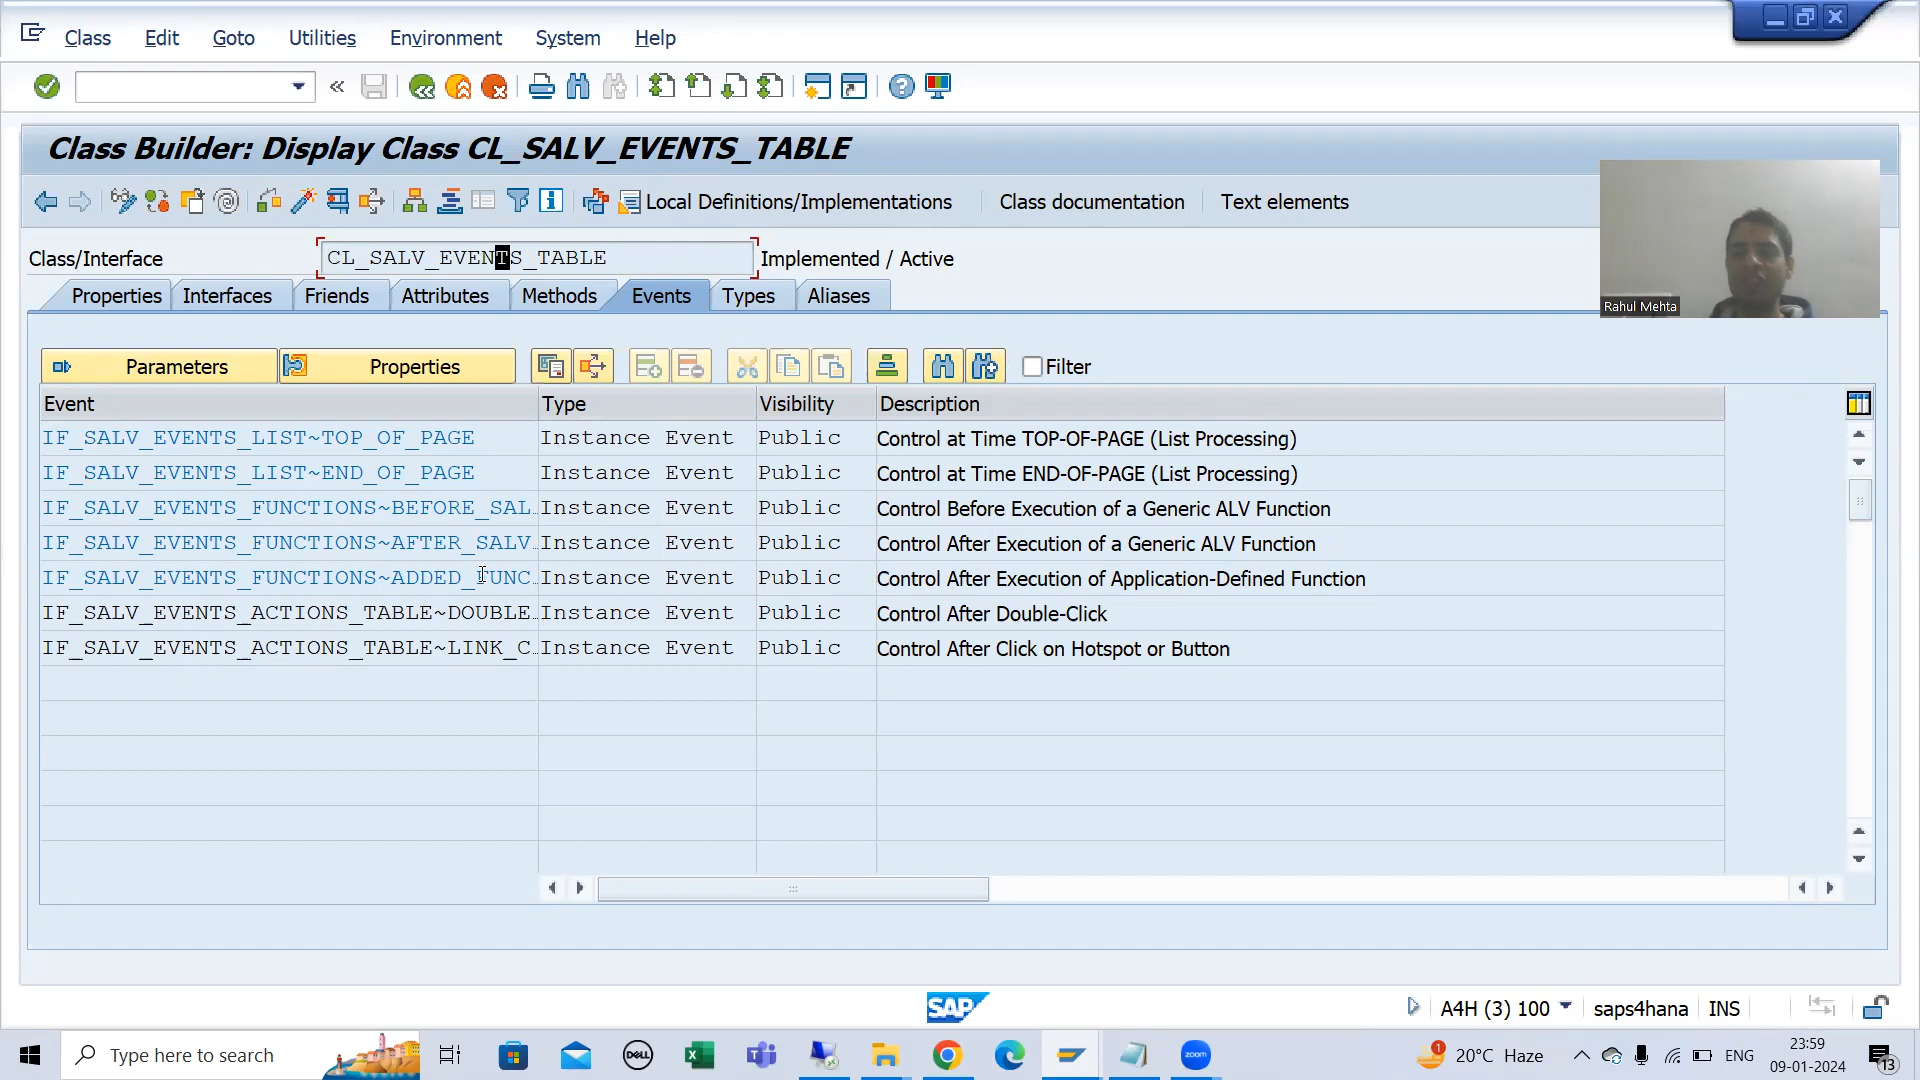 Class Edit Goto Utilities Environment System Help
Class Builder: Display Class CL_SALV_EVENTS_TABLE
Local Definitions/Implementations Class documentation Text elements
Class/Interface CL_SALV_EVENTS_TABLE Implemented / Active
Rahul Mehta
Properties Interfaces Friends Attributes Methods Events Types Aliases
Parameters Properties Filter
Event Type Visibility Description
IF_SALV_EVENTS_LIST~TOP_OF_PAGE Instance Event Public Control at Time TOP-OF-PAGE (List Processing)
IF_SALV_EVENTS_LIST~END_OF_PAGE Instance Event Public Control at Time END-OF-PAGE (List Processing)
IF_SALV_EVENTS_FUNCTIONS~BEFORE_SAL… Instance Event Public Control Before Execution of a Generic ALV Function
IF_SALV_EVENTS_FUNCTIONS~AFTER_SALV… Instance Event Public Control After Execution of a Generic ALV Function
IF_SALV_EVENTS_FUNCTIONS~ADDED_FUNC… Instance Event Public Control After Execution of Application-Defined Function
IF_SALV_EVENTS_ACTIONS_TABLE~DOUBLE… Instance Event Public Control After Double-Click
IF_SALV_EVENTS_ACTIONS_TABLE~LINK_C… Instance Event Public Control After Click on Hotspot or Button
SAP A4H (3) 100 saps4hana INS
Type here to search DELL zoom 1 20°C Haze ENG 23:59
09-01-2024 13